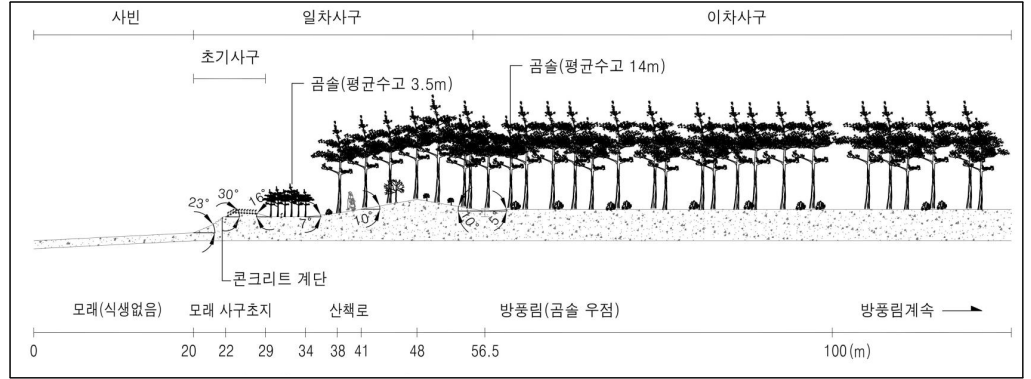 사빈 일차사구 이차사구
초기사구
곰솔(평균수고 3.5m)
곰솔(평균수고 14m)
23° 30° 16° 7° 10° 10° 5°
콘크리트 계단
모래(식생없음) 모래 사구초지 산책로 방풍림(곰솔 우점) 방풍림계속
0 20 22 29 34 38 41 48 56.5 100(m)